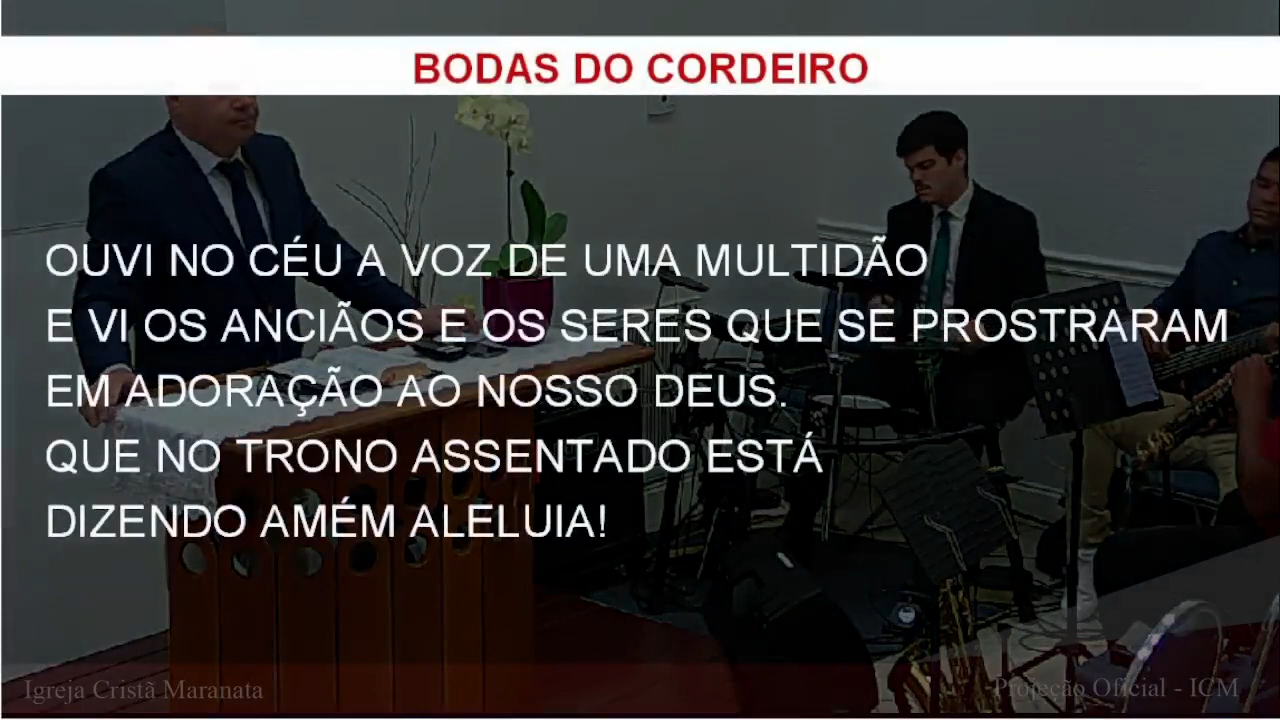 BODAS DO CORDEIRO
OUVI NO CÉU A VOZ DE UMA MULTIDÃO
E VI OS ANCIÃOS E OS SERES QUE SE PROSTRARAM
EM ADORAÇÃO AO NOSSO DEUS.
QUE NO TRONO ASSENTADO ESTÁ
DIZENDO AMÉM ALELUIA!
Igreja Cristã Maranata
Projeção Oficial - ICM